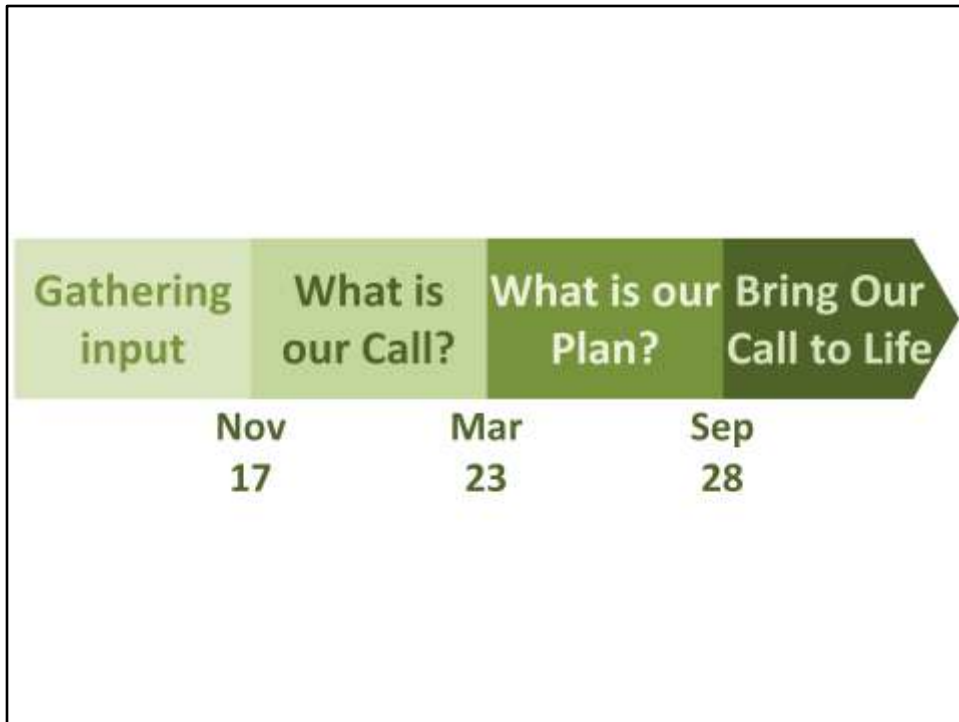 Gathering
input
What is
our Call?
What is our
Plan?
Bring Our
Call to Life
Nov
17
Mar
23
Sep
28